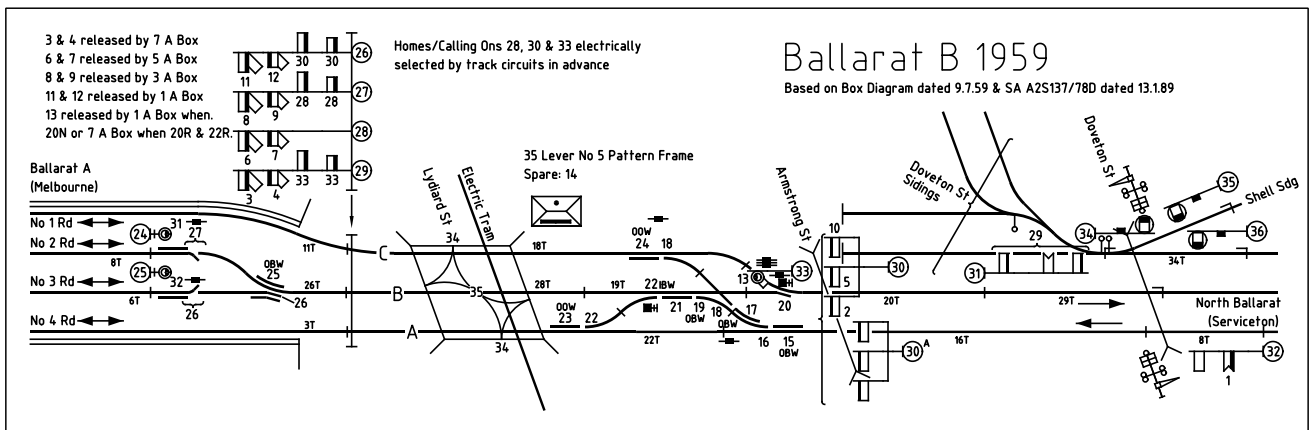 3 & 4 released by 7 A Box
6 & 7 released by 5 A Box
8 & 9 released by 3 A Box
11 & 12 released by 1 A Box
13 released by 1 A Box when.
20N or 7 A Box when 20R & 22R.
11 12 30 30 26
8 9 28 28 27
6 7 28
3 4 33 33 29
Homes/Calling Ons 28, 30 & 33 electrically
selected by track circuits in advance
Ballarat B 1959
Based on Box Diagram dated 9.7.59 & SA A2S137/78D dated 13.1.89
35 Lever No 5 Pattern Frame
Spare: 14
Ballarat A
(Melbourne)
Lydiard St
Electric Tram
Armstrong St
Doveton St
Sidings
Doveton St
Shell Sdg
No 1 Rd
No 2 Rd
No 3 Rd
No 4 Rd
24 31 27
8T
11T
C
34
18T
OOW
24 18
10
30
29
31
34
35
36
34T
25 32
6T
26
OBW
25
26
26T
B
35
28T
19T
22 IBW
21 19
OBW
18
OBW
17
13
33
20
5
2
20T
29T
North Ballarat
(Serviceton)
3T
A
34
OOW
23 22
22T
16 15
OBW
30 A
16T
8T
32
1